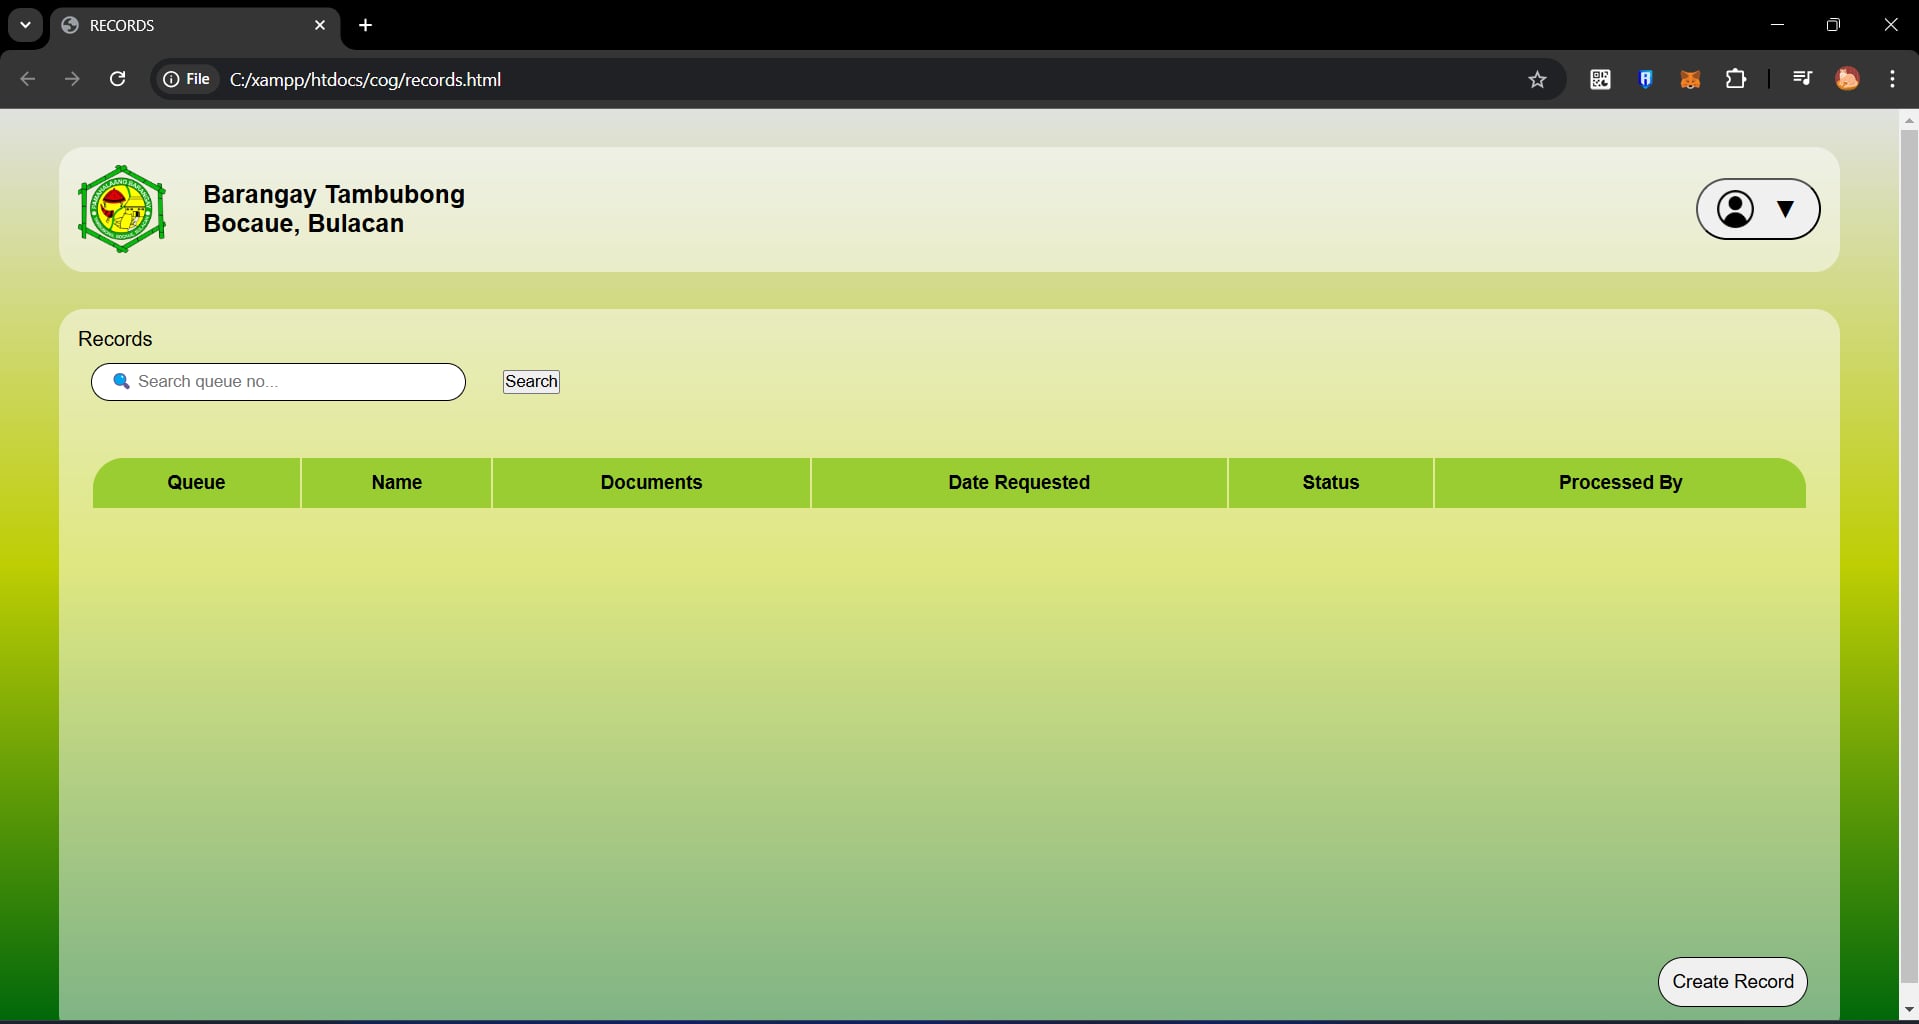 RECORDS
File C:/xampp/htdocs/cog/records.html
Barangay Tambubong
Bocaue, Bulacan
▼
Records
Search queue no...
Search
Queue Name Documents Date Requested Status Processed By
Create Record